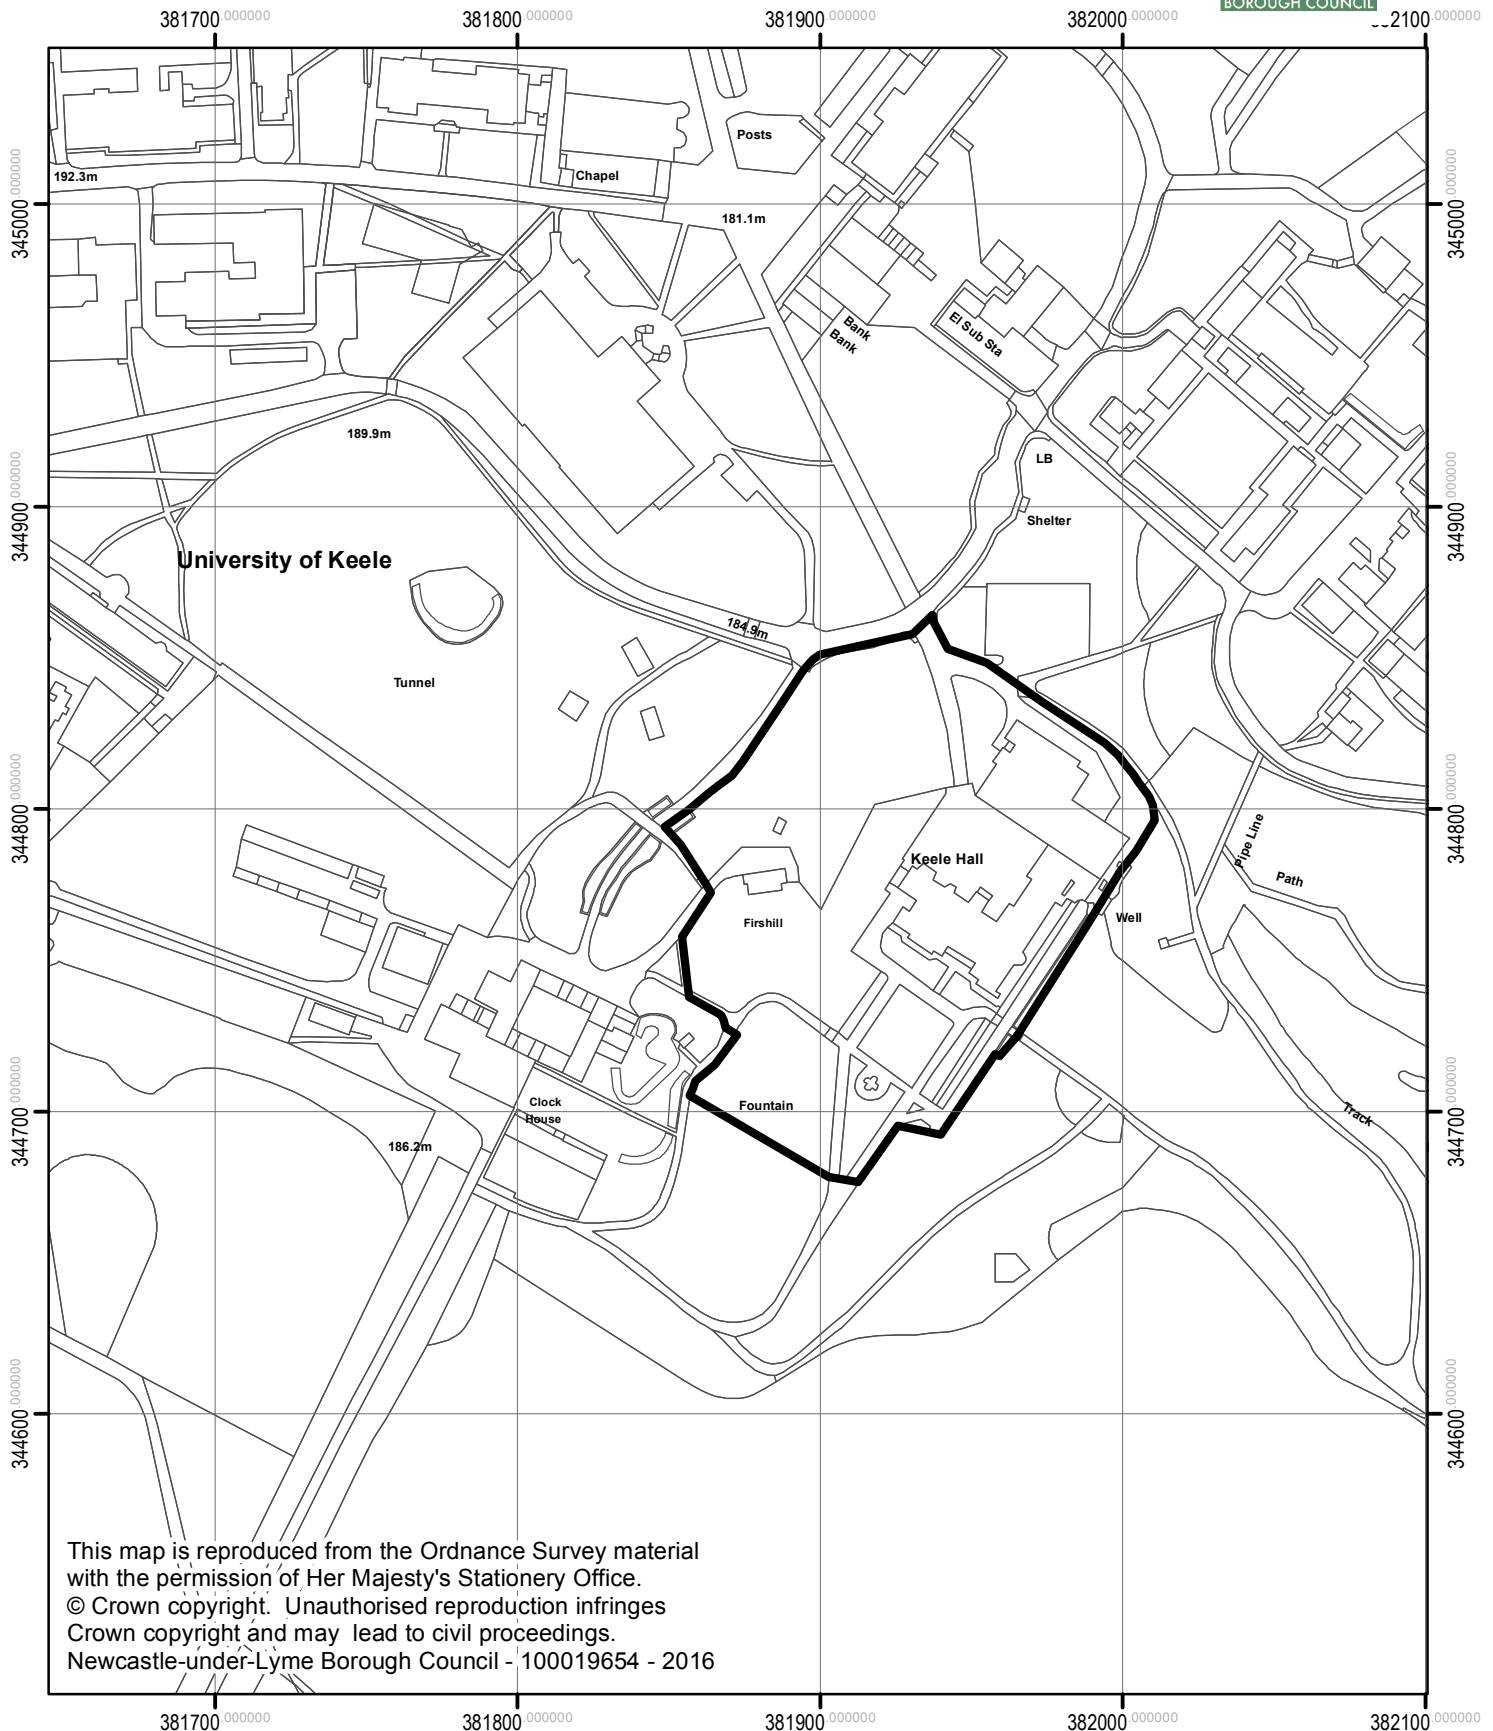 BOROUGH COUNCIL
381700.000000
381800.000000
381900.000000
382000.000000
382100.000000
345000.000000
344900.000000
344800.000000
344700.000000
344600.000000
345000.000000
344900.000000
344800.000000
344700.000000
344600.000000
Posts
192.3m
Chapel
181.1m
Bank
Bank
El Sub Sta
189.9m
LB
Shelter
University of Keele
184.9m
Tunnel
Keele Hall
Pipe Line
Path
Firshill
Well
Clock
House
Fountain
Track
186.2m
This map is reproduced from the Ordnance Survey material
with the permission of Her Majesty's Stationery Office.
© Crown copyright.  Unauthorised reproduction infringes
Crown copyright and may  lead to civil proceedings.
Newcastle-under-Lyme Borough Council - 100019654 - 2016
381700.000000
381800.000000
381900.000000
382000.000000
382100.000000